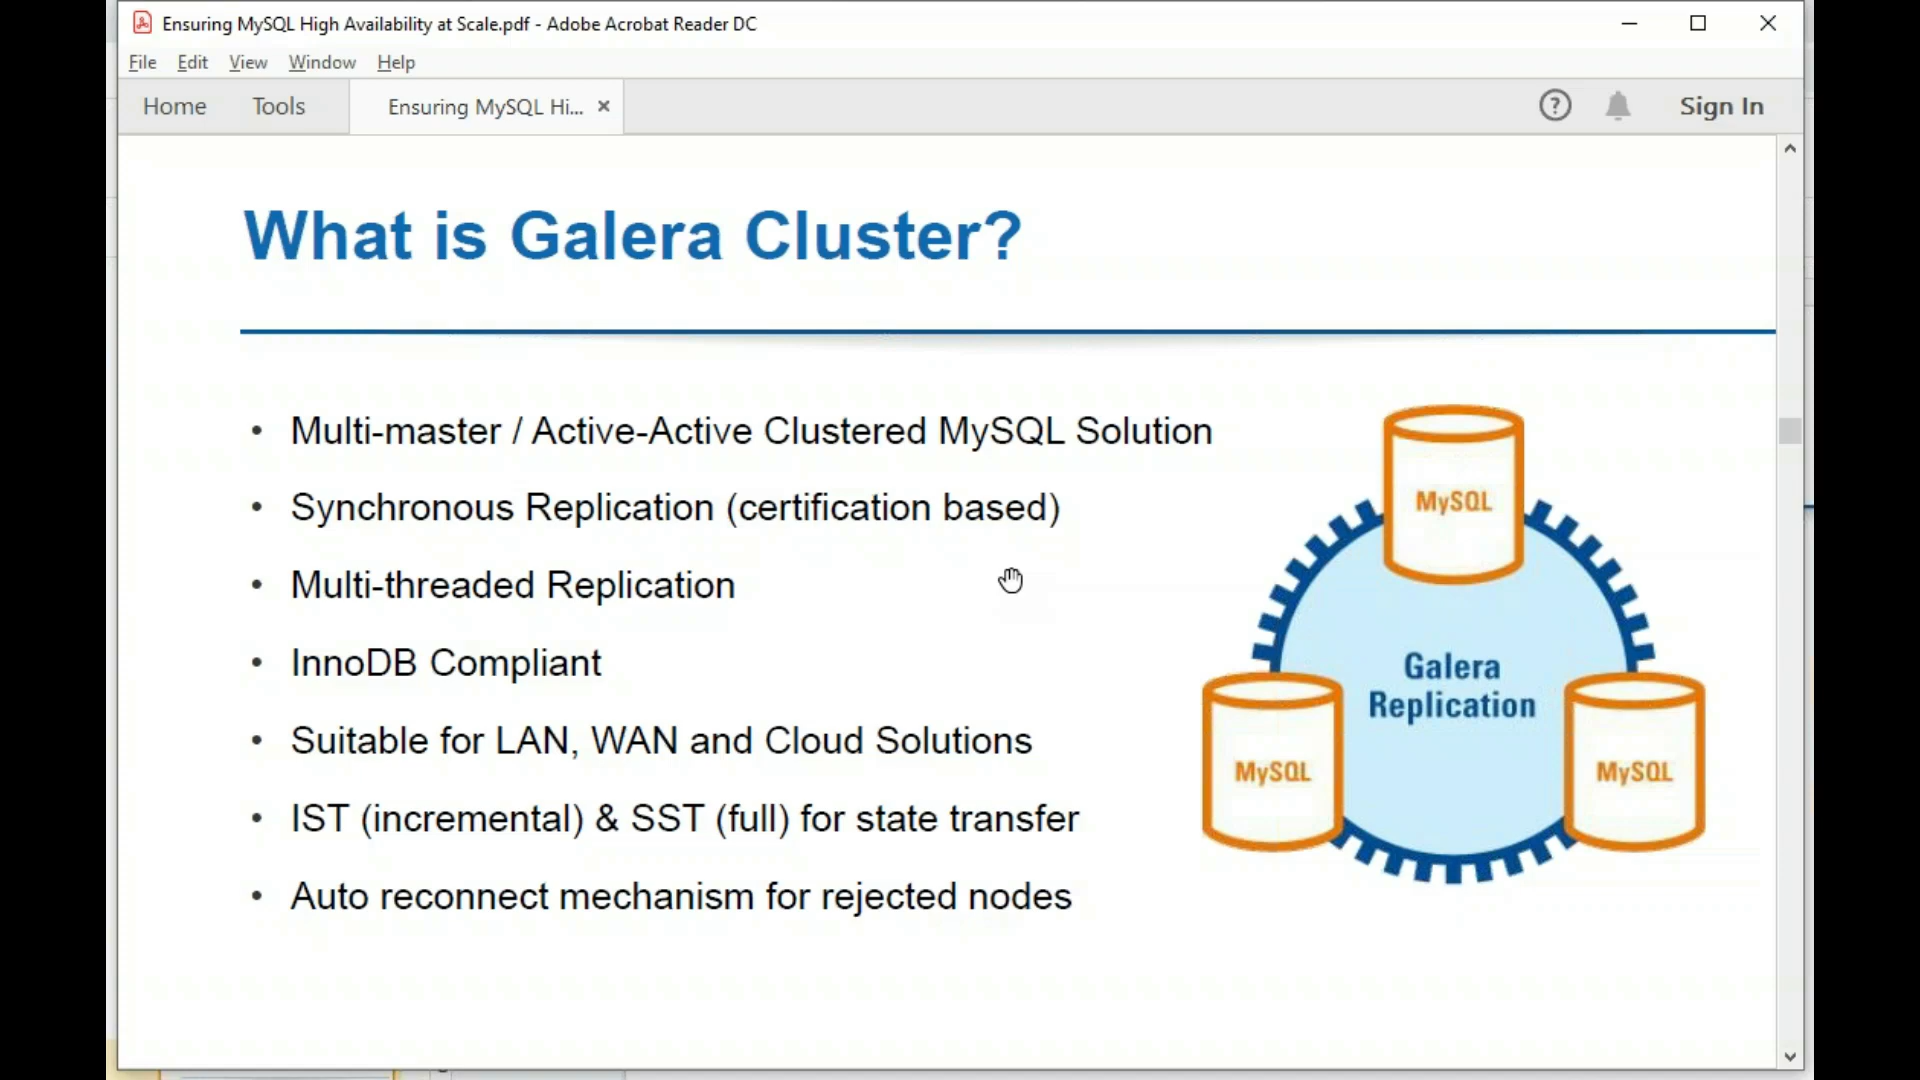 Ensuring MySQL High Availability at Scale.pdf - Adobe Acrobat Reader DC
File Edit View Window Help
Home Tools Ensuring MySQL Hi... Sign In
What is Galera Cluster?
• Multi-master / Active-Active Clustered MySQL Solution
• Synchronous Replication (certification based)
• Multi-threaded Replication
• InnoDB Compliant
• Suitable for LAN, WAN and Cloud Solutions
• IST (incremental) & SST (full) for state transfer
• Auto reconnect mechanism for rejected nodes
MySQL
Galera
Replication
MySQL
MySQL